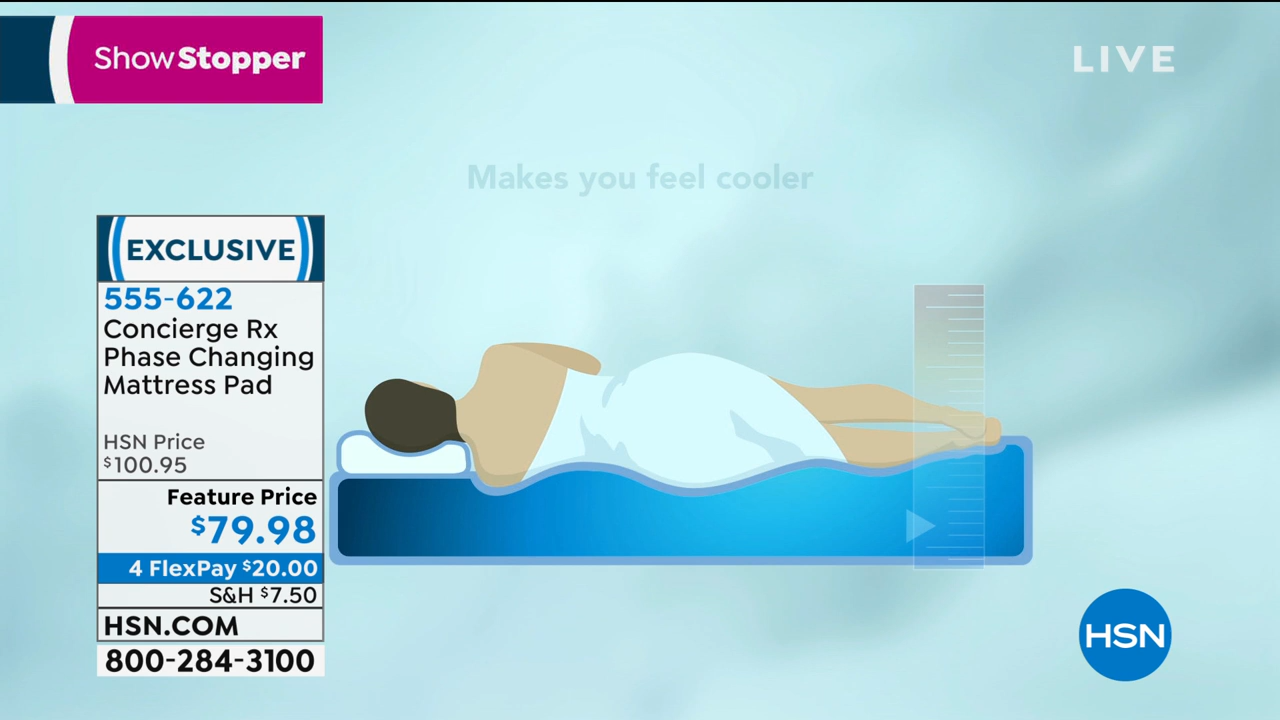 ShowStopper
LIVE
Makes you feel cooler
EXCLUSIVE
555-622
Concierge Rx
Phase Changing
Mattress Pad
HSN Price
$100.95
Feature Price
$79.98
4 FlexPay $20.00
S&H $7.50
HSN.COM
800-284-3100
HSN